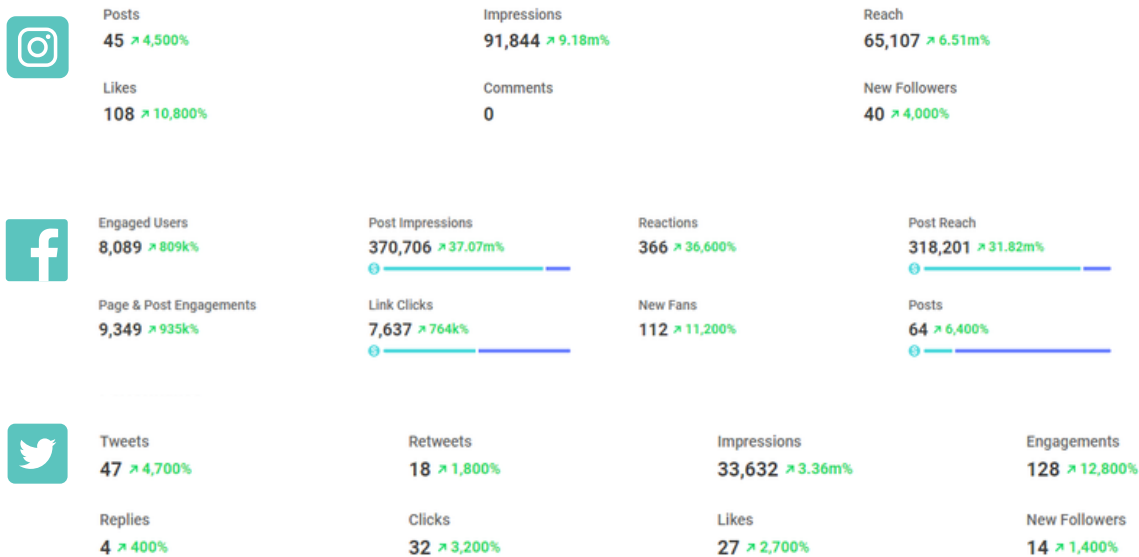 Posts Impressions Reach
45 ↗ 4,500% 91,844 ↗ 9.18m% 65,107 ↗ 6.51m%
Likes Comments New Followers
108 ↗ 10,800% 0 40 ↗ 4,000%
Engaged Users Post Impressions Reactions Post Reach
8,089 ↗ 809k% 370,706 ↗ 37.07m% 366 ↗ 36,600% 318,201 ↗ 31.82m%
Page & Post Engagements Link Clicks New Fans Posts
9,349 ↗ 935k% 7,637 ↗ 764k% 112 ↗ 11,200% 64 ↗ 6,400%
Tweets Retweets Impressions Engagements
47 ↗ 4,700% 18 ↗ 1,800% 33,632 ↗ 3.36m% 128 ↗ 12,800%
Replies Clicks Likes New Followers
4 ↗ 400% 32 ↗ 3,200% 27 ↗ 2,700% 14 ↗ 1,400%